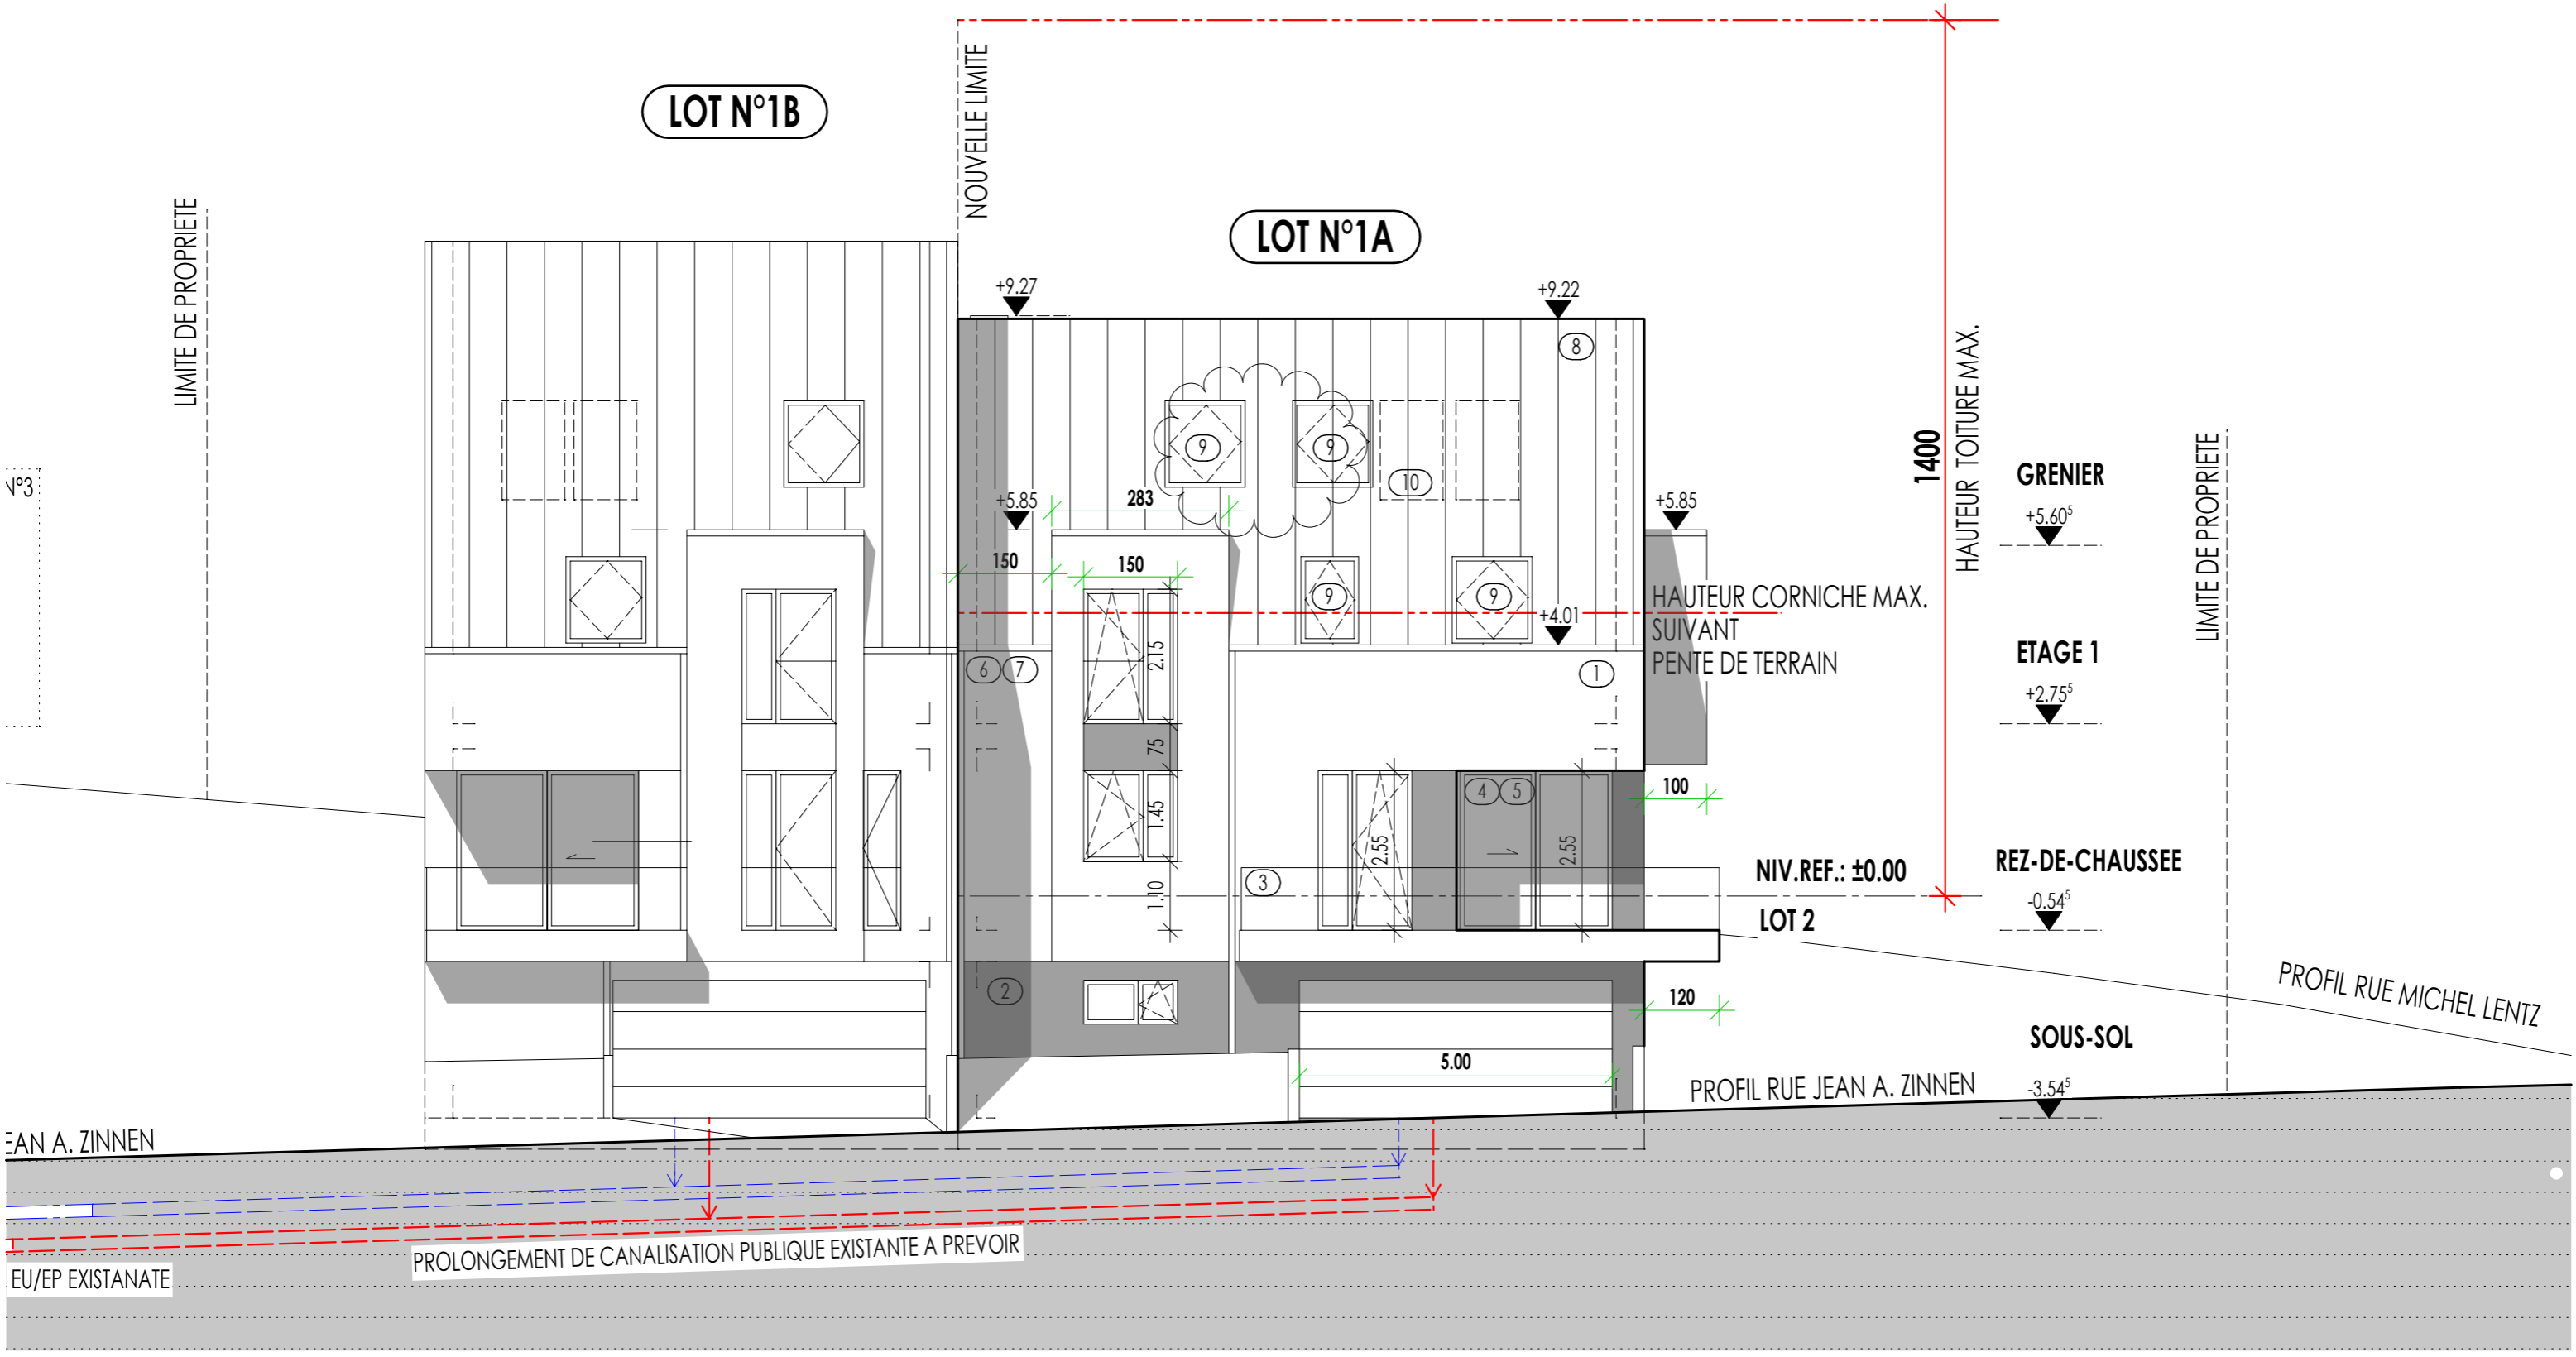 NOUVELLE LIMITE
LOT N°1B
LIMITE DE PROPRIETE
LOT N°1A
+9.27
+9.22
8
HAUTEUR TOITURE MAX.
1400
9
9
10
GRENIER
+5.60⁵
LIMITE DE PROPRIETE
N°3
+5.85
283
+5.85
150
150
9
9
HAUTEUR CORNICHE MAX.
SUIVANT
PENTE DE TERRAIN
+4.01
2.15
6
7
1
ETAGE 1
+2.75⁵
75
4
5
100
1.45
2.55
2.55
3
1.10
NIV.REF.: ±0.00
LOT 2
REZ-DE-CHAUSSEE
-0.54⁵
2
120
PROFIL RUE MICHEL LENTZ
SOUS-SOL
5.00
PROFIL RUE JEAN A. ZINNEN
-3.54⁵
EAN A. ZINNEN
PROLONGEMENT DE CANALISATION PUBLIQUE EXISTANTE A PREVOIR
EU/EP EXISTANATE